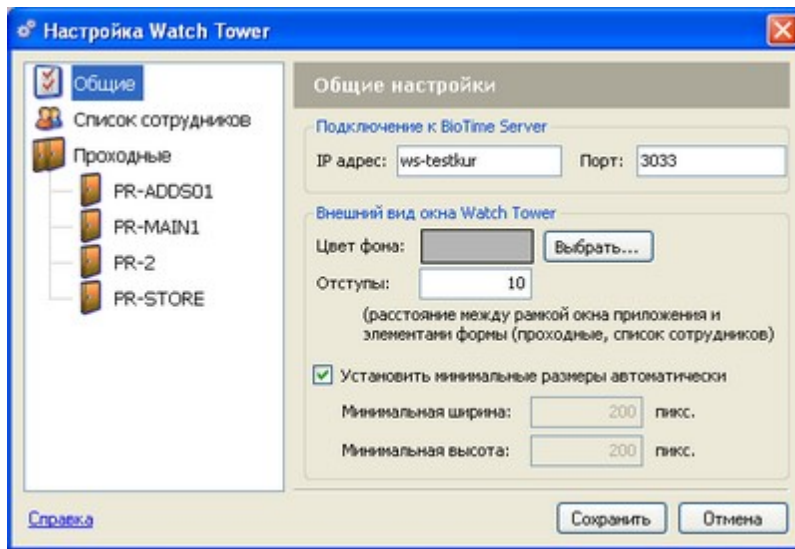 Настройка Watch Tower
Общие
Список сотрудников
Проходные
PR-ADDS01
PR-MAIN1
PR-2
PR-STORE
Справка
Общие настройки
Подключение к BioTime Server
IP адрес: ws-testkur Порт: 3033
Внешний вид окна Watch Tower
Цвет фона: Выбрать...
Отступы: 10
(расстояние между рамкой окна приложения и
элементами формы (проходные, список сотрудников)
Установить минимальные размеры автоматически
Минимальная ширина: 200 пикс.
Минимальная высота: 200 пикс.
Сохранить Отмена